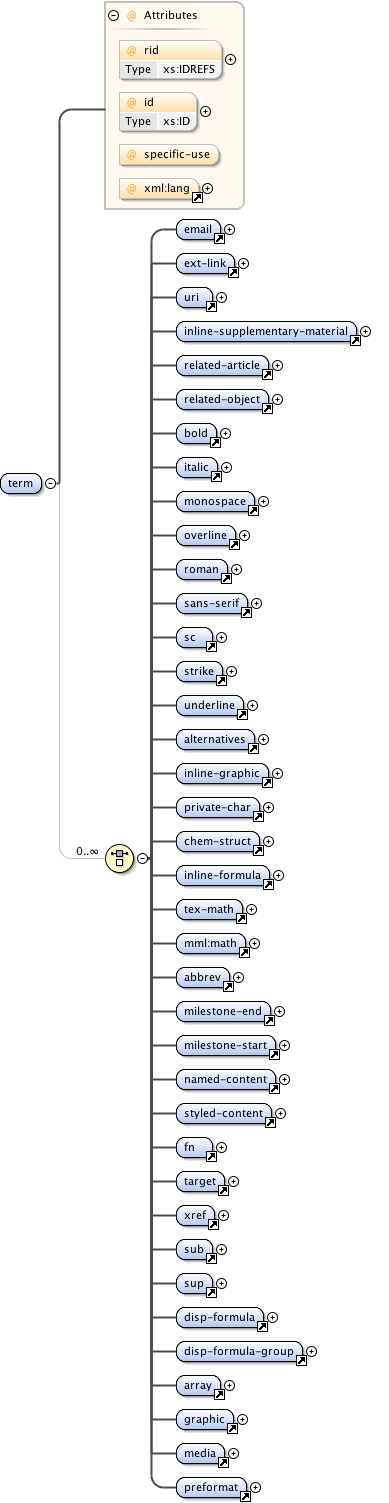 Attributes
@ rid
Type xs:IDREFS
@ id
Type xs:ID
@ specific-use
@ xml:lang
term
0..∞
email
ext-link
uri
inline-supplementary-material
related-article
related-object
bold
italic
monospace
overline
roman
sans-serif
sc
strike
underline
alternatives
inline-graphic
private-char
chem-struct
inline-formula
tex-math
mml:math
abbrev
milestone-end
milestone-start
named-content
styled-content
fn
target
xref
sub
sup
disp-formula
disp-formula-group
array
graphic
media
preformat